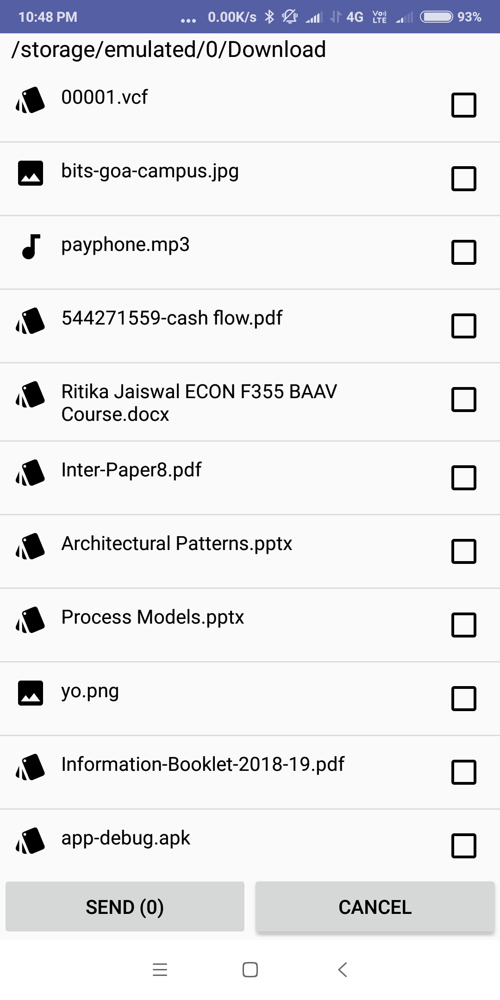 10:48 PM ... 0.00K/s 4G VoLTE 93%
/storage/emulated/0/Download
00001.vcf
bits-goa-campus.jpg
payphone.mp3
544271559-cash flow.pdf
Ritika Jaiswal ECON F355 BAAV
Course.docx
Inter-Paper8.pdf
Architectural Patterns.pptx
Process Models.pptx
yo.png
Information-Booklet-2018-19.pdf
app-debug.apk
SEND (0) CANCEL